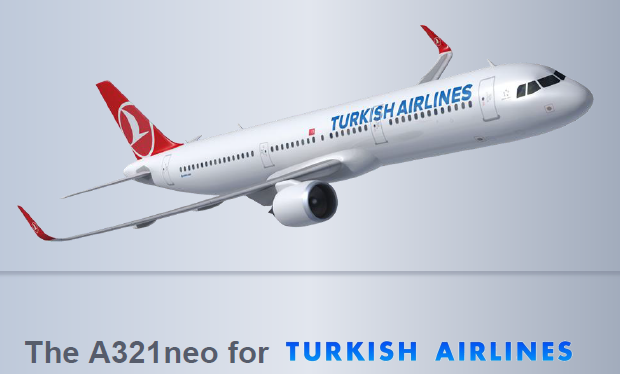 TURKISH AIRLINES
The A321neo for TURKISH AIRLINES